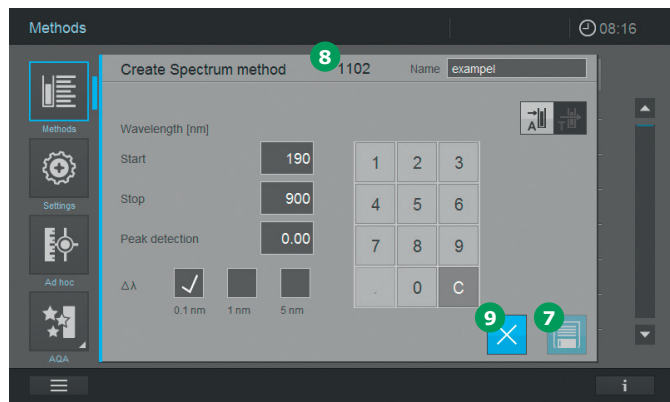 Methods
08:16
8
Create Spectrum method 1102 Name exampel
Methods
A
T
Wavelength [nm]
Start 190
1 2 3
Settings
Stop 900
4 5 6
Peak detection 0.00
7 8 9
Ad hoc
Δλ
. 0 C
0.1 nm 1 nm 5 nm
9 7
AQA
i